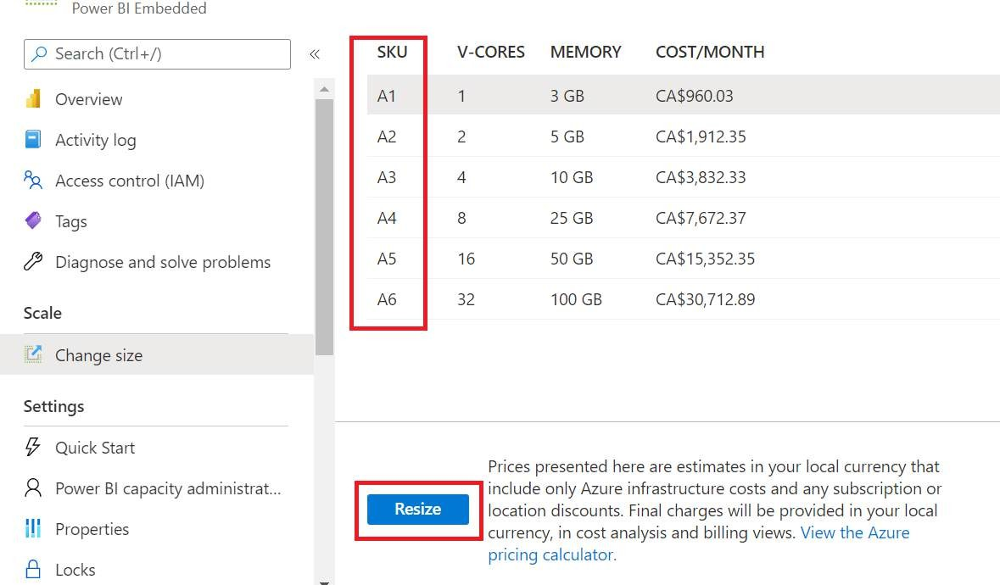 Power BI Embedded
Search (Ctrl+/)
«
Overview
Activity log
Access control (IAM)
Tags
Diagnose and solve problems
Scale
Change size
Settings
Quick Start
Power BI capacity administrat...
Properties
Locks
SKU V-CORES MEMORY COST/MONTH
A1 1 3 GB CA$960.03
A2 2 5 GB CA$1,912.35
A3 4 10 GB CA$3,832.33
A4 8 25 GB CA$7,672.37
A5 16 50 GB CA$15,352.35
A6 32 100 GB CA$30,712.89
Resize
Prices presented here are estimates in your local currency that
include only Azure infrastructure costs and any subscription or
location discounts. Final charges will be provided in your local
currency, in cost analysis and billing views. View the Azure
pricing calculator.